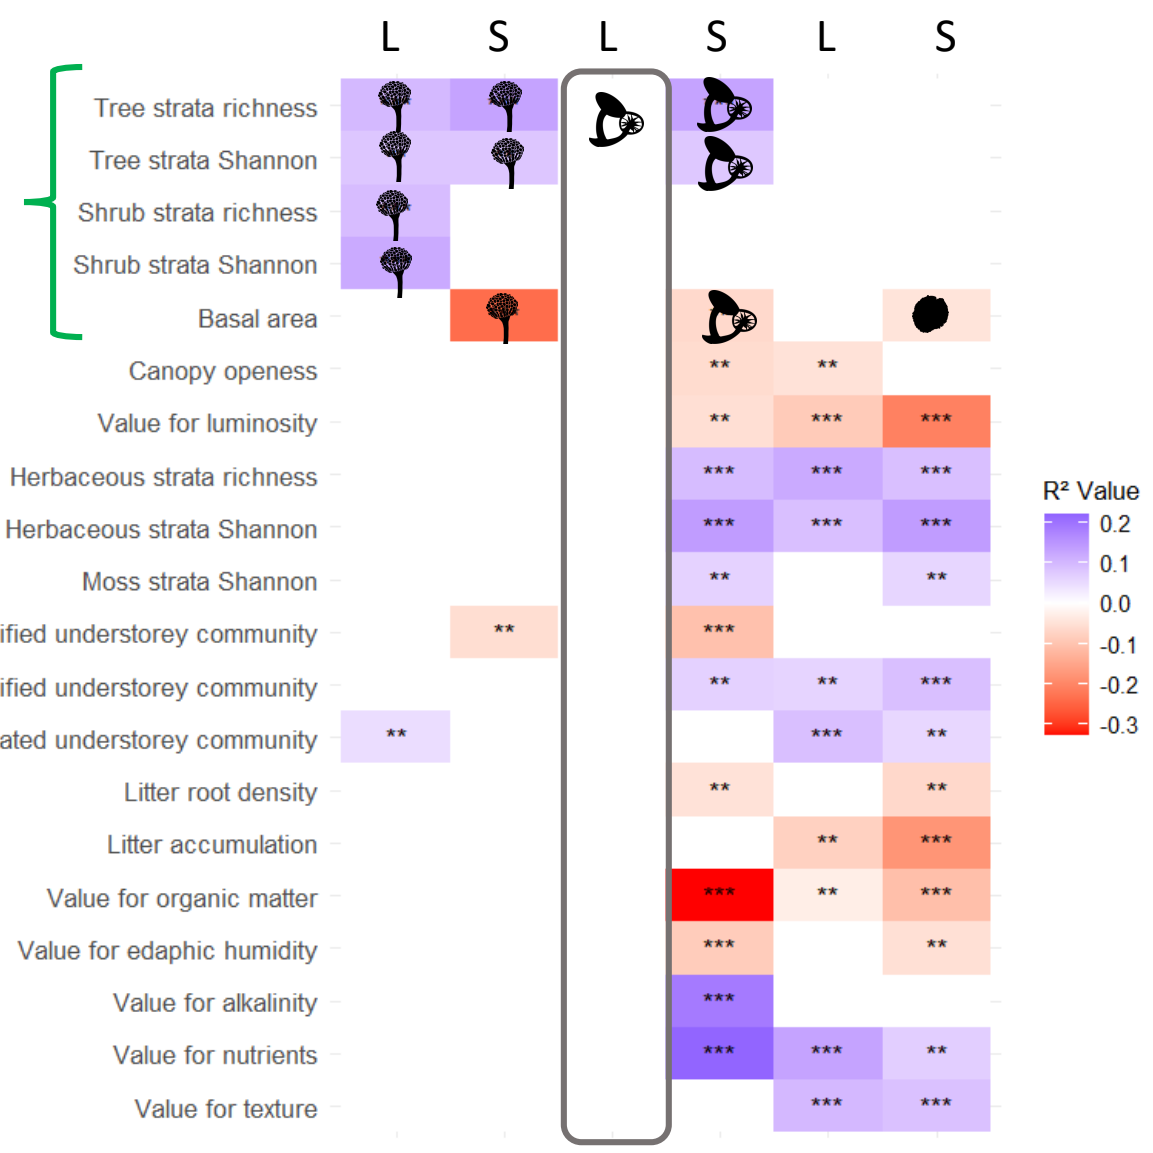 L S L S L S
Tree strata richness
Tree strata Shannon
Shrub strata richness
Shrub strata Shannon
Basal area
Canopy openess ** **
Value for luminosity ** *** ***
Herbaceous strata richness *** *** ***
Herbaceous strata Shannon *** *** ***
Moss strata Shannon ** **
ified understorey community ** ***
ified understorey community ** ** ***
ated understorey community ** *** **
Litter root density ** **
Litter accumulation ** ***
Value for organic matter *** ** ***
Value for edaphic humidity *** **
Value for alkalinity ***
Value for nutrients *** *** **
Value for texture *** ***
R² Value
0.2
0.1
0.0
-0.1
-0.2
-0.3